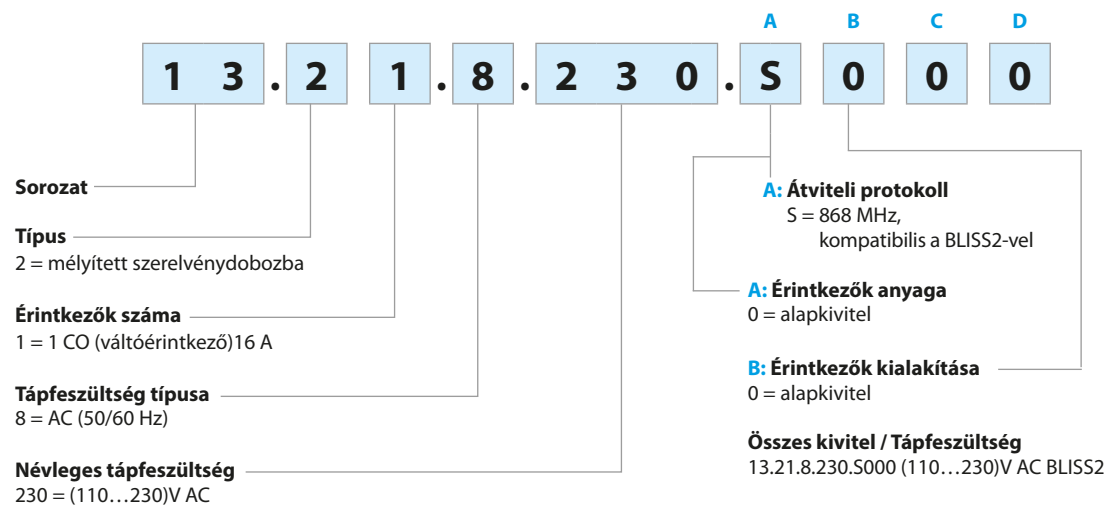 A B C D
1 3 . 2 1 . 8 . 2 3 0 . S 0 0 0
Sorozat
Típus
2 = mélyített szerelvénydobozba
Érintkezők száma
1 = 1 CO (váltóérintkező)16 A
Tápfeszültség típusa
8 = AC (50/60 Hz)
Névleges tápfeszültség
230 = (110…230)V AC
A: Átviteli protokoll
S = 868 MHz,
kompatibilis a BLISS2-vel
A: Érintkezők anyaga
0 = alapkivitel
B: Érintkezők kialakítása
0 = alapkivitel
Összes kivitel / Tápfeszültség
13.21.8.230.S000 (110…230)V AC BLISS2